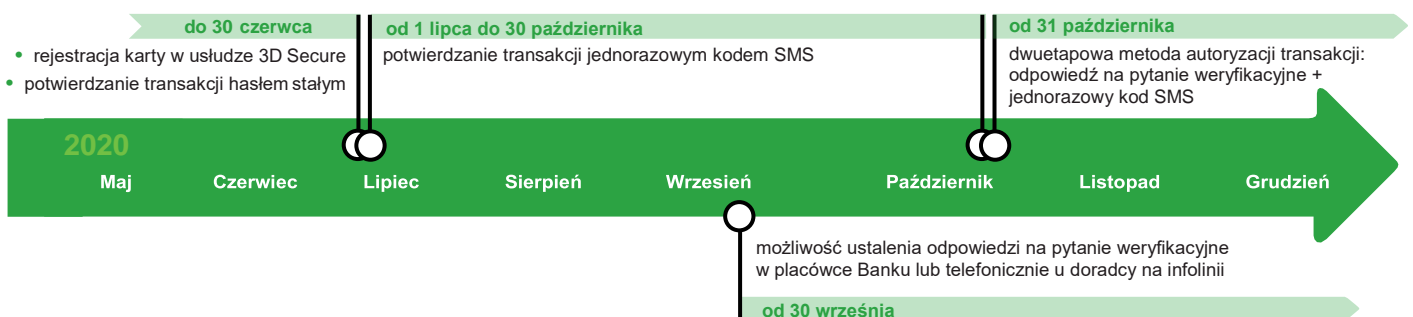 do 30 czerwca
• rejestracja karty w usłudze 3D Secure
• potwierdzanie transakcji hasłem stałym
od 1 lipca do 30 października
potwierdzanie transakcji jednorazowym kodem SMS
od 31 października
dwuetapowa metoda autoryzacji transakcji:
odpowiedź na pytanie weryfikacyjne +
jednorazowy kod SMS
2020
Maj Czerwiec Lipiec Sierpień Wrzesień Październik Listopad Grudzień
możliwość ustalenia odpowiedzi na pytanie weryfikacyjne
w placówce Banku lub telefonicznie u doradcy na infolinii
od 30 września